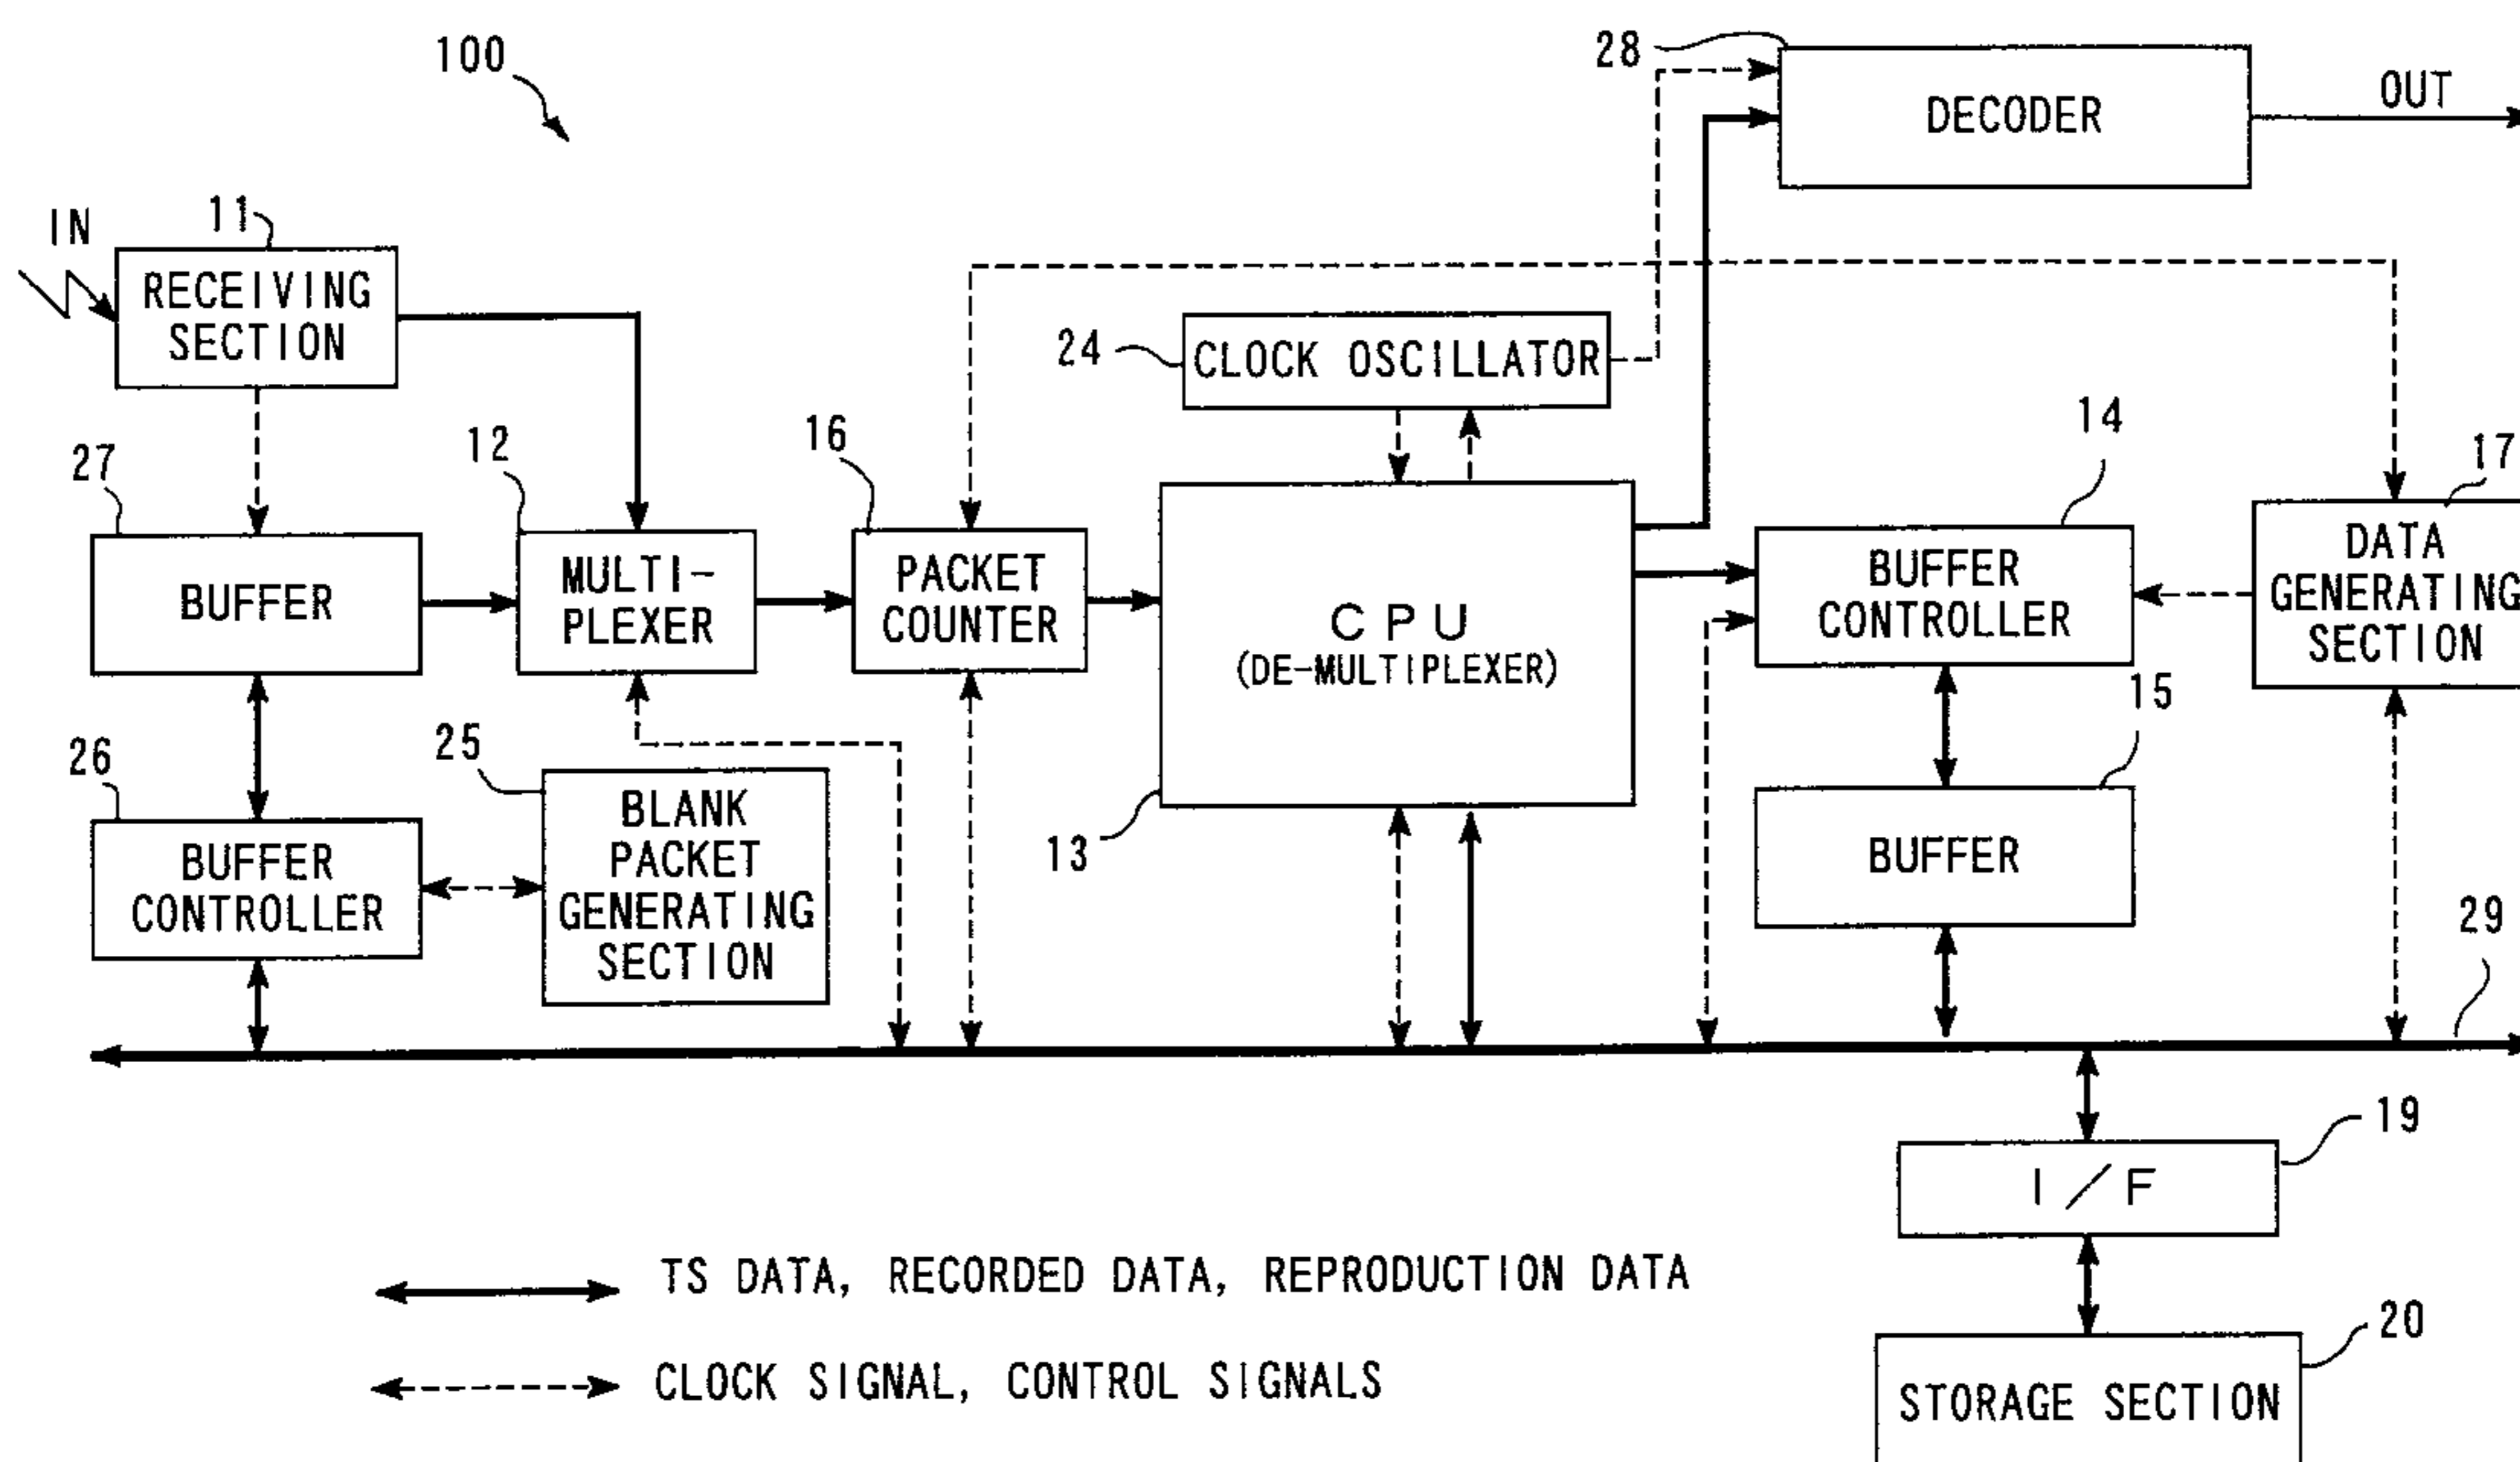 100
28
DECODER
OUT
IN
11
RECEIVING
SECTION
24
CLOCK OSCILLATOR
14
17
27
12
16
BUFFER
MULTI-
PLEXER
PACKET
COUNTER
CPU
(DE-MULTIPLEXER)
BUFFER
CONTROLLER
DATA
GENERATING
SECTION
26
25
13
15
BUFFER
CONTROLLER
BLANK
PACKET
GENERATING
SECTION
BUFFER
29
19
I/F
TS DATA, RECORDED DATA, REPRODUCTION DATA
20
CLOCK SIGNAL, CONTROL SIGNALS
STORAGE SECTION